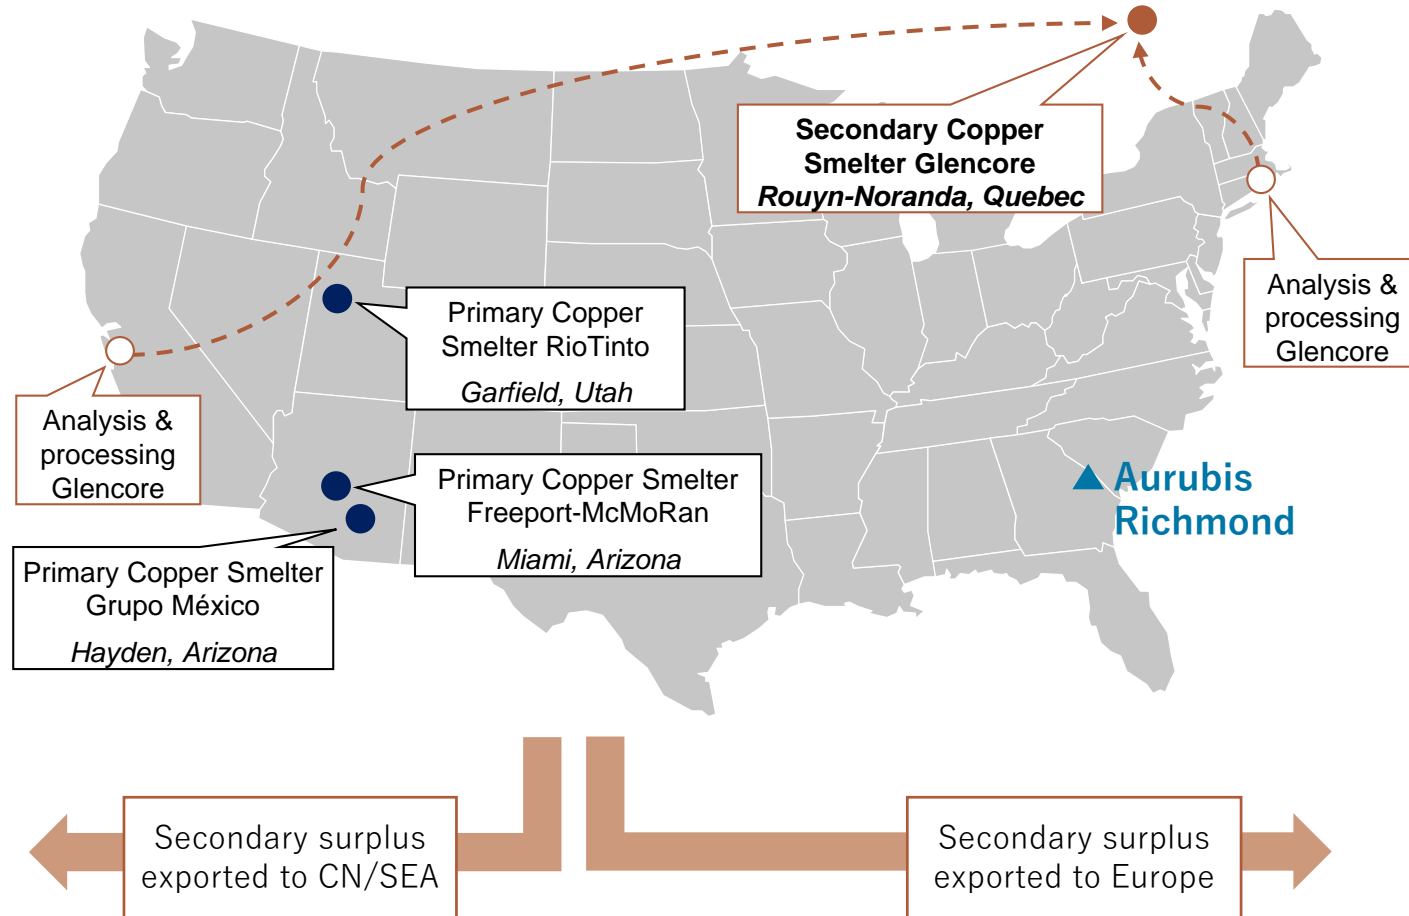 Secondary Copper
Smelter Glencore
Rouyn-Noranda, Quebec
Analysis &
processing
Glencore
Primary Copper
Smelter RioTinto
Garfield, Utah
Analysis &
processing
Glencore
Primary Copper Smelter
Freeport-McMoRan
Miami, Arizona
Aurubis
Richmond
Primary Copper Smelter
Grupo México
Hayden, Arizona
Secondary surplus
exported to CN/SEA
Secondary surplus
exported to Europe